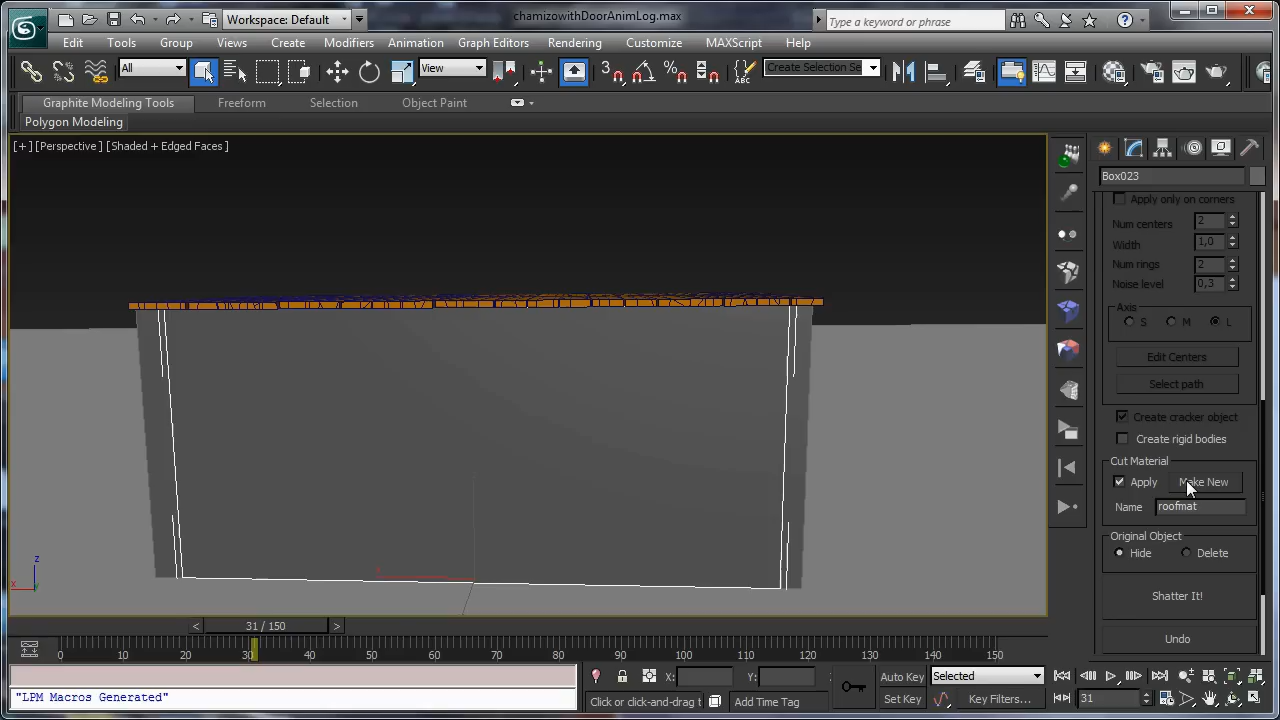 Workspace: Default
chamizowithDoorAnimLog.max
Type a keyword or phrase
Edit Tools Group Views Create Modifiers Animation Graph Editors Rendering Customize MAXScript Help
All
View
3
Create Selection Se
Graphite Modeling Tools Freeform Selection Object Paint
Polygon Modeling
[+] [Perspective] [Shaded + Edged Faces]
Box023
Apply only on corners
Num centers 2
Width 1,0
Num rings 2
Noise level 0,3
Axis
S M L
Edit Centers
Select path
Create cracker object
Create rigid bodies
Cut Material
Apply Make New
Name roofmat
Original Object
Hide Delete
Shatter It!
Undo
z
x
< 31 / 150 >
0 10 20 30 40 50 60 70 80 90 100 110 120 130 140 150
X: Y:
Auto Key Selected
"LPM Macros Generated"
Click or click-and-drag t
Add Time Tag
Set Key Key Filters... 31